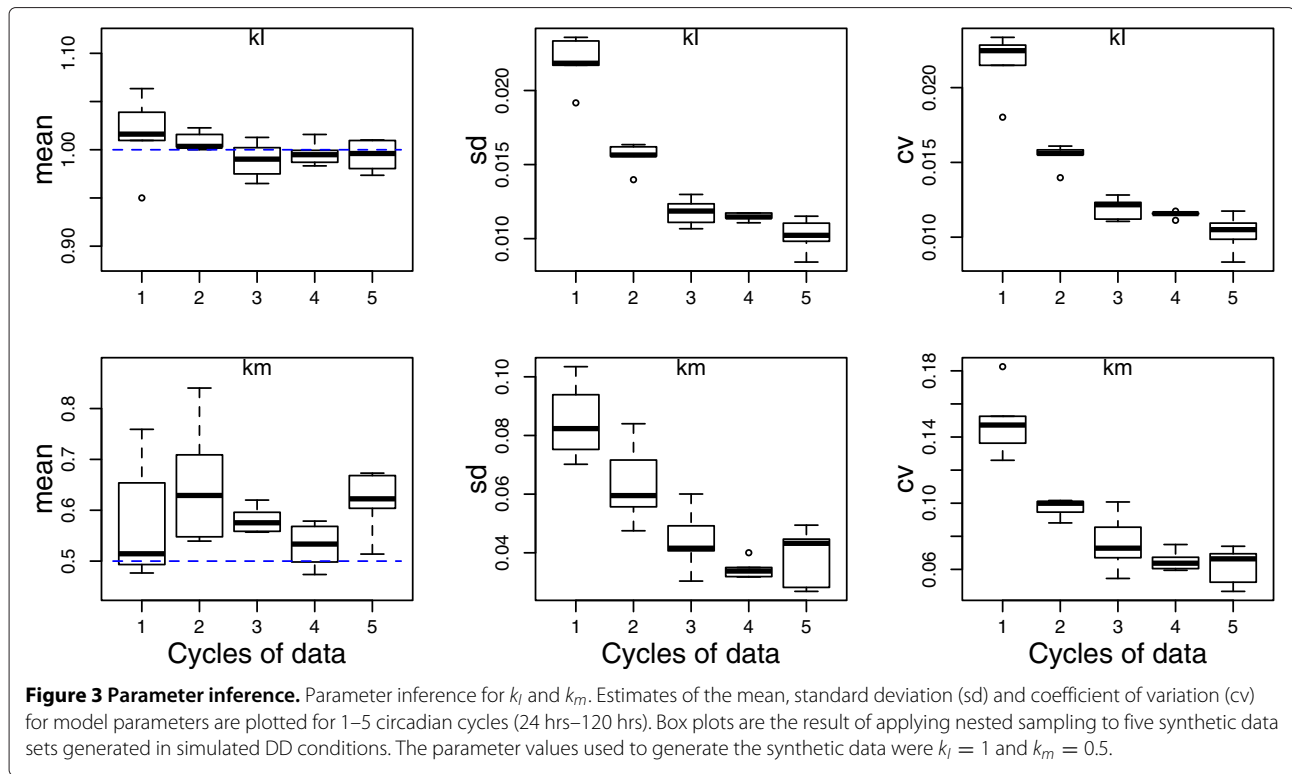 kl
mean
0.90
1.00
1.10
1 2 3 4 5
kl
sd
0.010
0.015
0.020
1 2 3 4 5
kl
cv
0.010
0.015
0.020
1 2 3 4 5
km
mean
0.5
0.6
0.7
0.8
1 2 3 4 5
Cycles of data
km
sd
0.04
0.06
0.08
0.10
1 2 3 4 5
Cycles of data
km
cv
0.06
0.10
0.14
0.18
1 2 3 4 5
Cycles of data
Figure 3 Parameter inference. Parameter inference for kl and km. Estimates of the mean, standard deviation (sd) and coefficient of variation (cv)
for model parameters are plotted for 1–5 circadian cycles (24 hrs–120 hrs). Box plots are the result of applying nested sampling to five synthetic data
sets generated in simulated DD conditions. The parameter values used to generate the synthetic data were kl = 1 and km = 0.5.